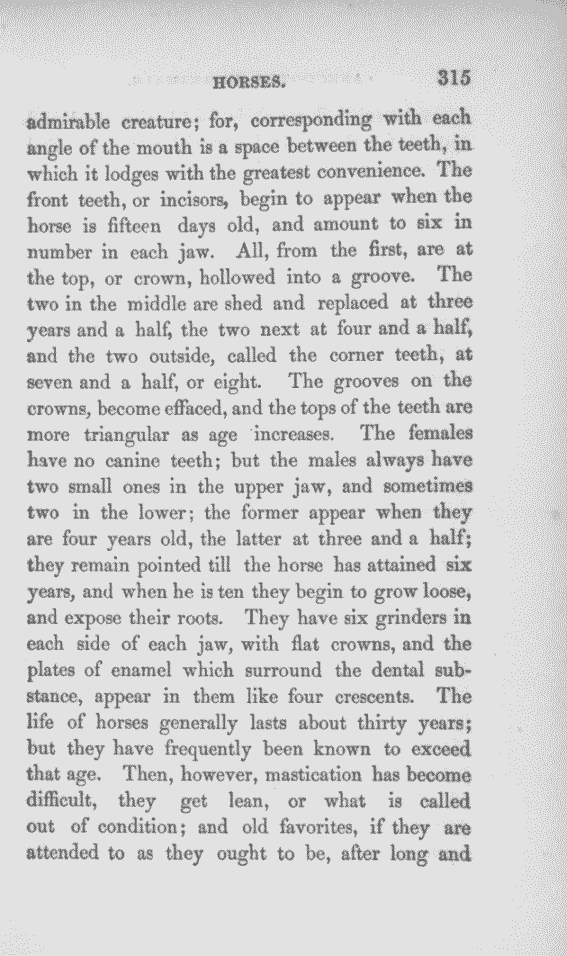 HORSES. 315
admirable creature; for, corresponding with each
angle of the mouth is a space between the teeth, in
which it lodges with the greatest convenience. The
front teeth, or incisors, begin to appear when the
horse is fifteen days old, and amount to six in
number in each jaw. All, from the first, are at
the top, or crown, hollowed into a groove. The
two in the middle are shed and replaced at three
years and a half, the two next at four and a half,
and the two outside, called the corner teeth, at
seven and a half, or eight. The grooves on the
crowns, become effaced, and the tops of the teeth are
more triangular as age increases. The females
have no canine teeth; but the males always have
two small ones in the upper jaw, and sometimes
two in the lower; the former appear when they
are four years old, the latter at three and a half;
they remain pointed till the horse has attained six
years, and when he is ten they begin to grow loose,
and expose their roots. They have six grinders in
each side of each jaw, with flat crowns, and the
plates of enamel which surround the dental sub-
stance, appear in them like four crescents. The
life of horses generally lasts about thirty years;
but they have frequently been known to exceed
that age. Then, however, mastication has become
difficult, they get lean, or what is called
out of condition; and old favorites, if they are
attended to as they ought to be, after long and